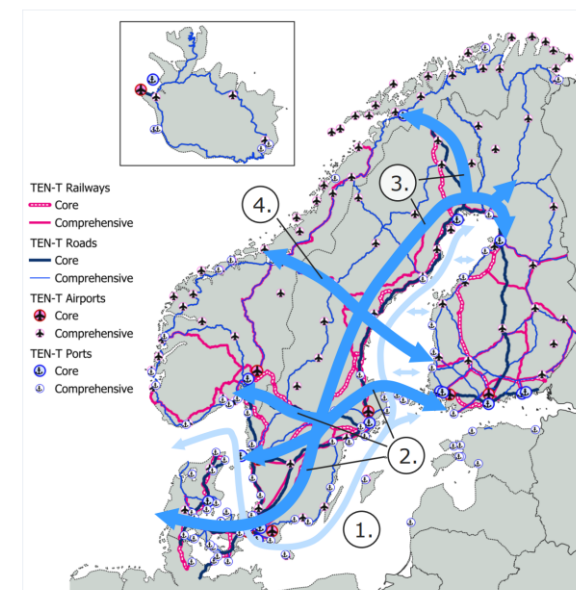 TEN-T Railways
Core
Comprehensive
TEN-T Roads
Core
Comprehensive
TEN-T Airports
Core
Comprehensive
TEN-T Ports
Core
Comprehensive
3.
4.
2.
1.